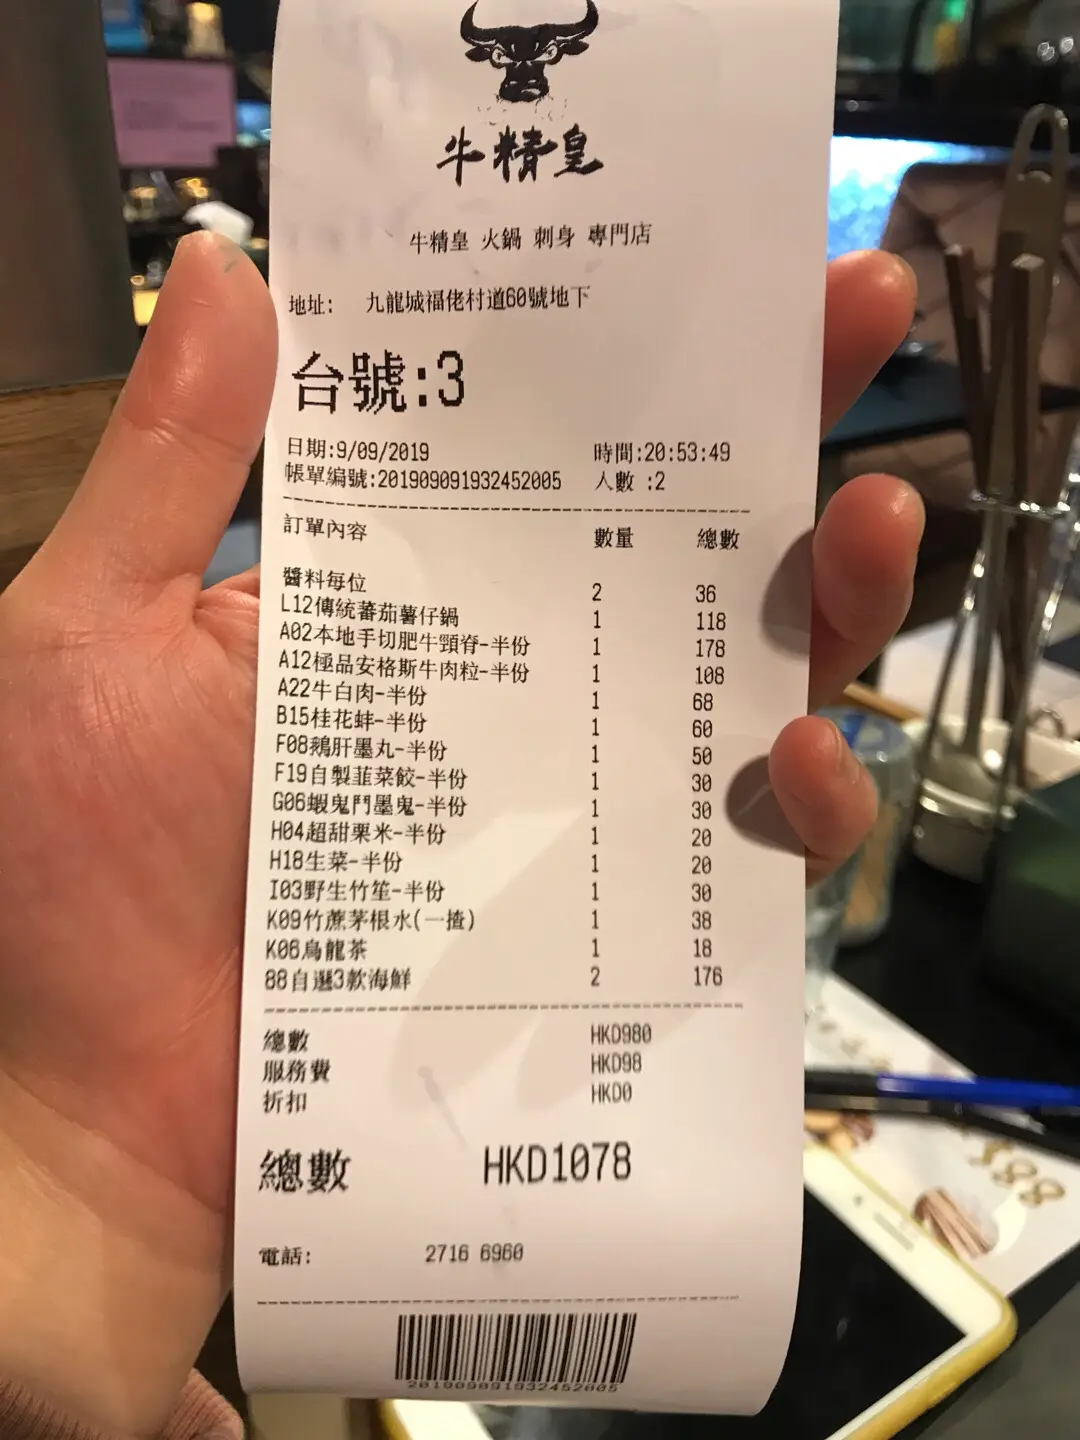 牛精皇
牛精皇 火鍋 刺身 專門店
地址: 九龍城福佬村道60號地下
台號:3
日期:9/09/2019 時間:20:53:49
帳單編號:201909091932452005 人數 :2
訂單內容 數量 總數
醬料每位 2 36
L12傳統蕃茄薯仔鍋 1 118
A02本地手切肥牛頸脊-半份 1 178
A12極品安格斯牛肉粒-半份 1 108
A22牛白肉-半份 1 68
B15桂花蚌-半份 1 60
F08鵝肝墨丸-半份 1 50
F19自製韮菜餃-半份 1 30
G06蝦鬼鬥墨鬼-半份 1 30
H04超甜栗米-半份 1 20
H18生菜-半份 1 20
I03野生竹笙-半份 1 30
K09竹蔗茅根水(一揸) 1 38
K06烏龍茶 1 18
88自選3款海鮮 2 176
總數 HKD980
服務費 HKD98
折扣 HKD0
總數 HKD1078
電話: 2716 6960
201909091932452005